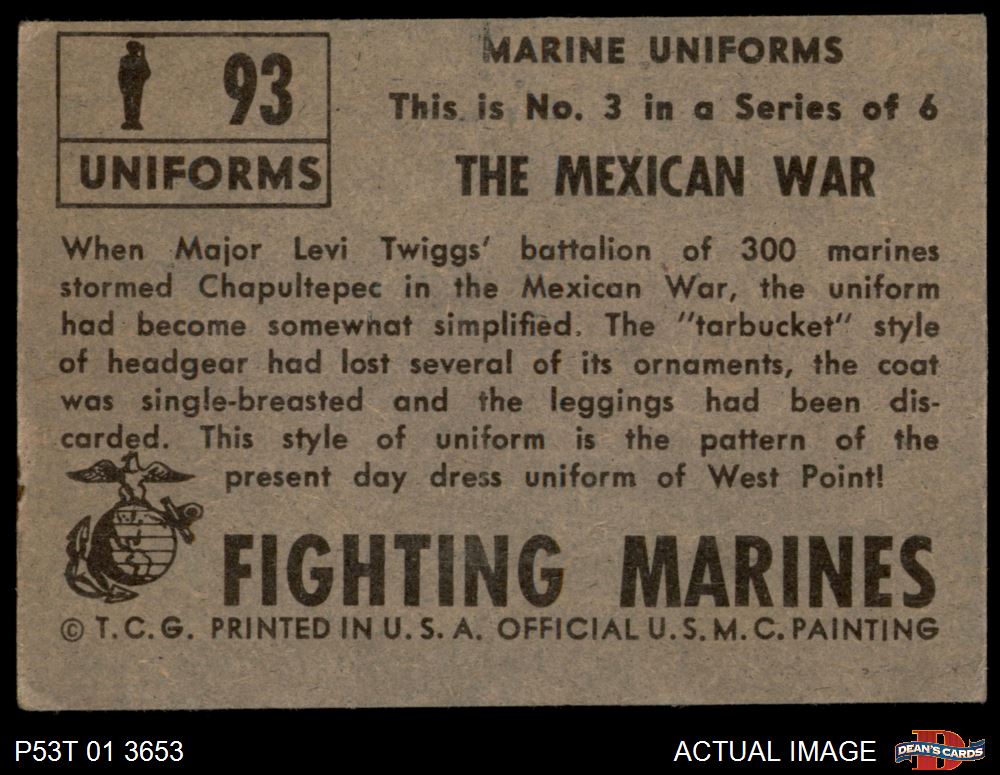 93
UNIFORMS
MARINE UNIFORMS
This is No. 3 in a Series of 6
THE MEXICAN WAR
When Major Levi Twiggs' battalion of 300 marines
stormed Chapultepec in the Mexican War, the uniform
had become somewhat simplified. The "tarbucket" style
of headgear had lost several of its ornaments, the coat
was single-breasted and the leggings had been dis-
carded. This style of uniform is the pattern of the
present day dress uniform of West Point!
FIGHTING MARINES
© T.C.G. PRINTED IN U.S.A. OFFICIAL U.S.M.C. PAINTING
P53T 01 3653
ACTUAL IMAGE
D
DEAN'S CARDS